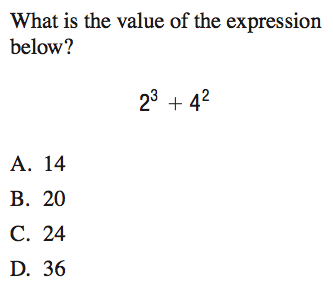 What is the value of the expression
below?
2³ + 4²
A. 14
B. 20
C. 24
D. 36